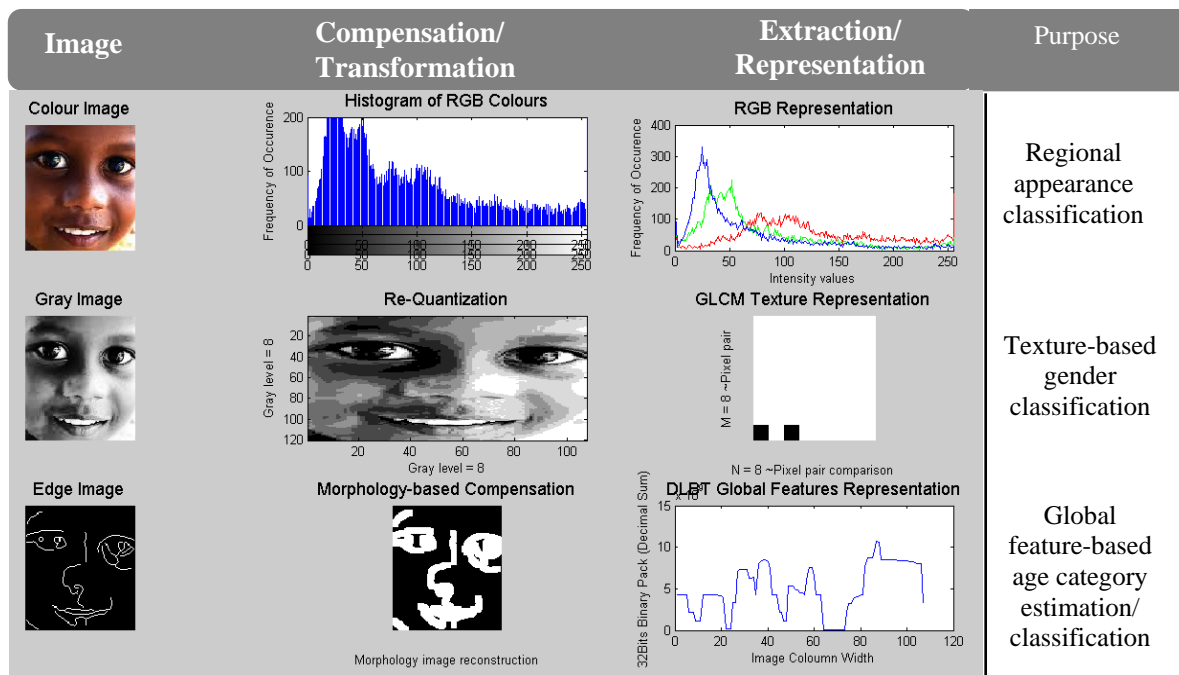 Image
Compensation/
Transformation
Extraction/
Representation
Purpose
Colour Image
Histogram of RGB Colours
Frequency of Occurence
200
100
0
0
50
100
150
200
250
RGB Representation
Frequency of Occurence
400
300
200
100
0
0
50
100
150
200
250
Intensity values
Regional
appearance
classification
Gray Image
Re-Quantization
Gray level = 8
20
40
60
80
100
120
20
40
60
80
100
Gray level = 8
GLCM Texture Representation
M = 8 ~Pixel pair
N = 8 ~Pixel pair comparison
Texture-based
gender
classification
Edge Image
Morphology-based Compensation
Morphology image reconstruction
DLBT Global Features Representation
32Bits Binary Pack (Decimal Sum)
15
10
5
0
0
20
40
60
80
100
120
Image Coloumn Width
Global
feature-based
age category
estimation/
classification